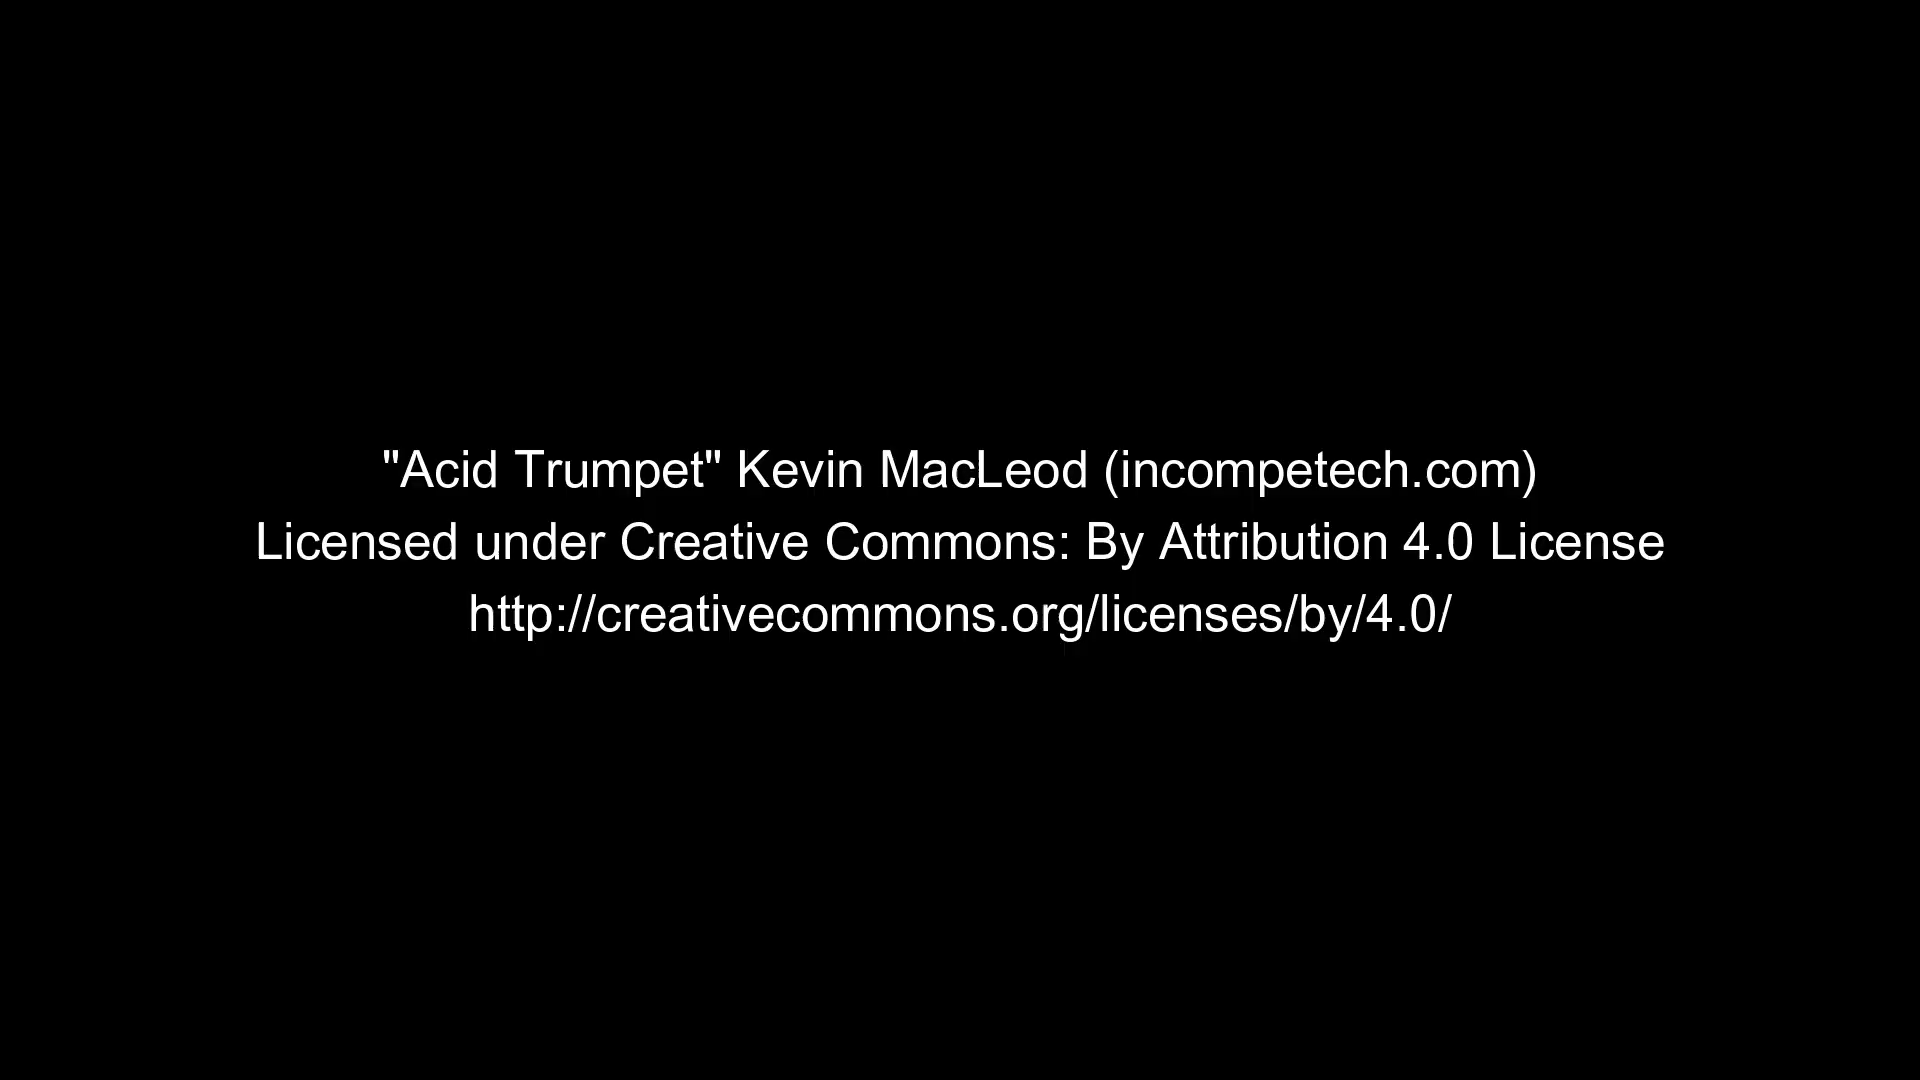 "Acid Trumpet" Kevin MacLeod (incompetech.com)
Licensed under Creative Commons: By Attribution 4.0 License
http://creativecommons.org/licenses/by/4.0/